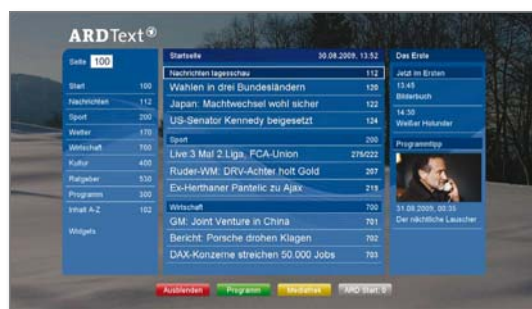 ARDText
Seite 100
Start 100
Nachrichten 112
Sport 200
Wetter 170
Wirtschaft 700
Kultur 400
Ratgeber 530
Programm 300
Inhalt A-Z 102
Widgets
Startseite 30.08.2009, 13:52
Nachrichten tagesschau 112
Wahlen in drei Bundesländern 120
Japan: Machtwechsel wohl sicher 122
US-Senator Kennedy beigesetzt 124
Sport 200
Live 3 Mal 2.Liga, FCA-Union 275/222
Ruder-WM: DRV-Achter holt Gold 207
Ex-Herthaner Pantelic zu Ajax 219
Wirtschaft 700
GM: Joint Venture in China 701
Bericht: Porsche drohen Klagen 702
DAX-Konzerne streichen 50.000 Jobs 703
Das Erste
Jetzt im Ersten
13:45
Bilderbuch
14:30
Weißer Holunder
Programmtipp
31.08.2009, 00:35
Der nächtliche Lauscher
Ausblenden
Programm
Mediathek
ARD Start: 0